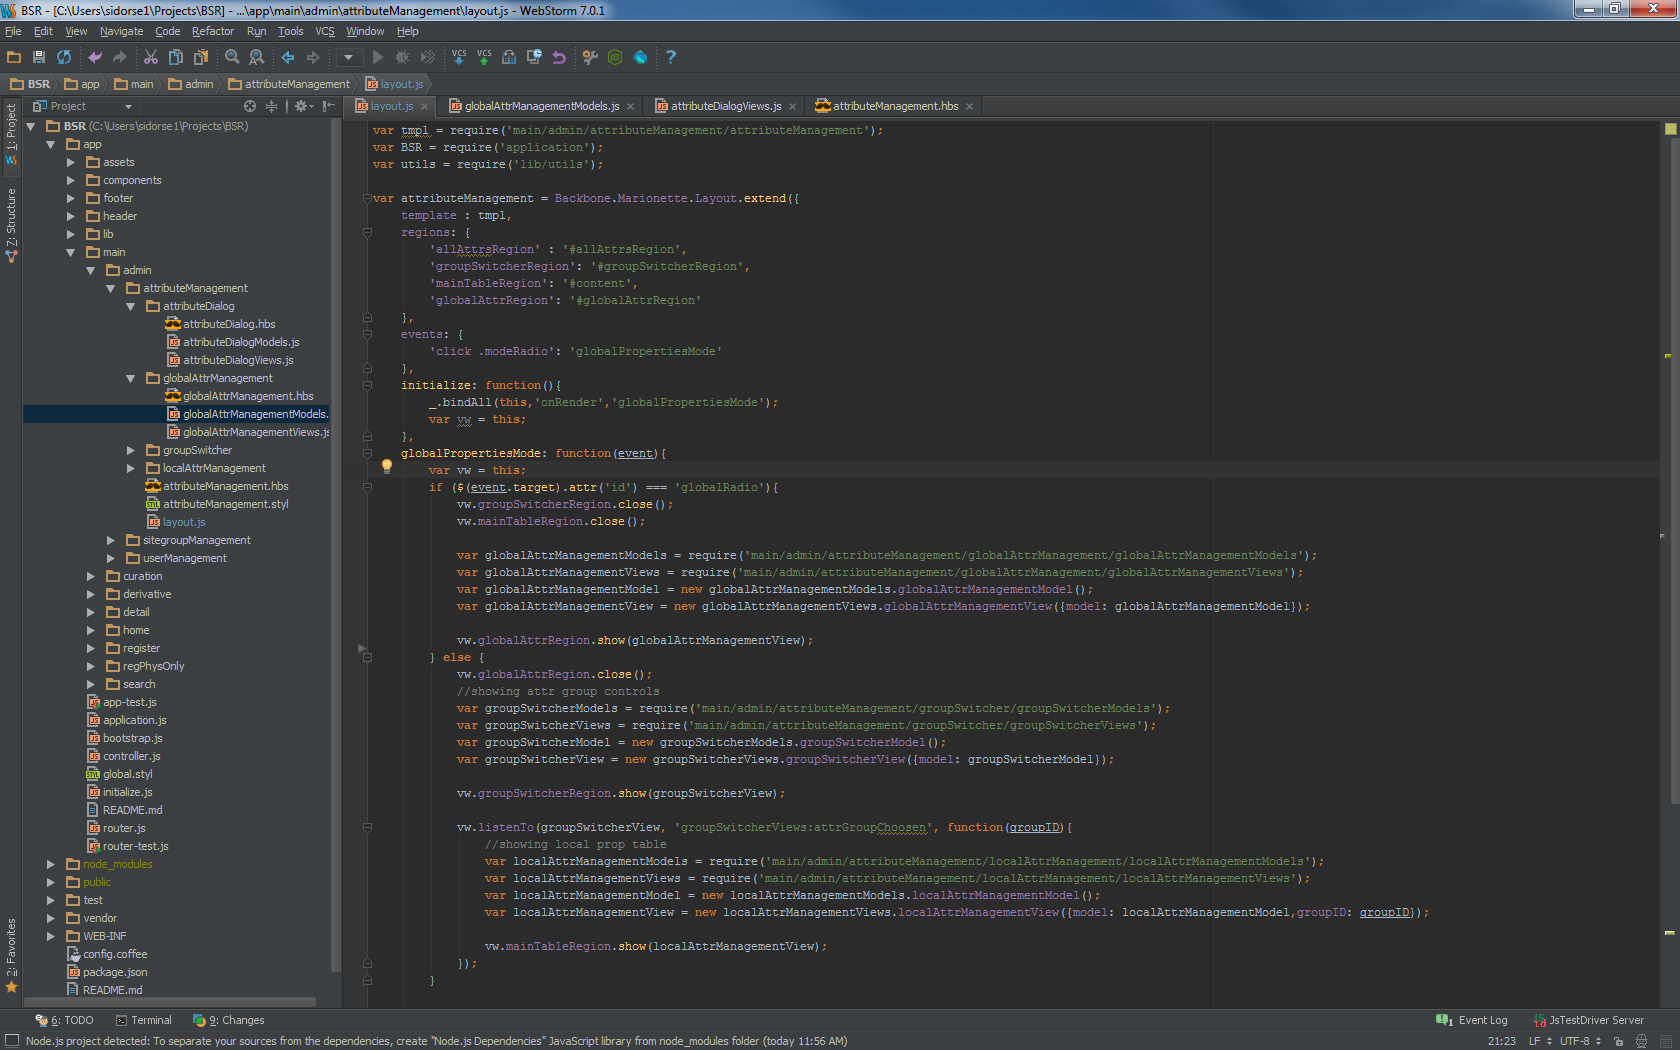 BSR - [C:\Users\sidorse1\Projects\BSR] - ...\app\main\admin\attributeManagement\layout.js - WebStorm 7.0.1
File Edit View Navigate Code Refactor Run Tools VCS Window Help
VCS VCS
BSR app main admin attributeManagement layout.js
Project
layout.js globalAttrManagementModels.js attributeDialogViews.js attributeManagement.hbs
1: Project
Z: Structure
2: Favorites
BSR (C:\Users\sidorse1\Projects\BSR)
app
assets
components
footer
header
lib
main
admin
attributeManagement
attributeDialog
attributeDialog.hbs
attributeDialogModels.js
attributeDialogViews.js
globalAttrManagement
globalAttrManagement.hbs
globalAttrManagementModels.
globalAttrManagementViews.js
groupSwitcher
localAttrManagement
attributeManagement.hbs
attributeManagement.styl
layout.js
sitegroupManagement
userManagement
curation
derivative
detail
home
register
regPhysOnly
search
app-test.js
application.js
bootstrap.js
controller.js
global.styl
initialize.js
README.md
router.js
router-test.js
node_modules
public
test
vendor
WEB-INF
config.coffee
package.json
README.md
var tmpl = require('main/admin/attributeManagement/attributeManagement');
var BSR = require('application');
var utils = require('lib/utils');
var attributeManagement = Backbone.Marionette.Layout.extend({
template : tmpl,
regions: {
'allAttrsRegion' : '#allAttrsRegion',
'groupSwitcherRegion': '#groupSwitcherRegion',
'mainTableRegion': '#content',
'globalAttrRegion': '#globalAttrRegion'
},
events: {
'click .modeRadio': 'globalPropertiesMode'
},
initialize: function(){
_.bindAll(this,'onRender','globalPropertiesMode');
var vw = this;
},
globalPropertiesMode: function(event){
var vw = this;
if ($(event.target).attr('id') === 'globalRadio'){
vw.groupSwitcherRegion.close();
vw.mainTableRegion.close();
var globalAttrManagementModels = require('main/admin/attributeManagement/globalAttrManagement/globalAttrManagementModels');
var globalAttrManagementViews = require('main/admin/attributeManagement/globalAttrManagement/globalAttrManagementViews');
var globalAttrManagementModel = new globalAttrManagementModels.globalAttrManagementModel();
var globalAttrManagementView = new globalAttrManagementViews.globalAttrManagementView({model: globalAttrManagementModel});
vw.globalAttrRegion.show(globalAttrManagementView);
} else {
vw.globalAttrRegion.close();
//showing attr group controls
var groupSwitcherModels = require('main/admin/attributeManagement/groupSwitcher/groupSwitcherModels');
var groupSwitcherViews = require('main/admin/attributeManagement/groupSwitcher/groupSwitcherViews');
var groupSwitcherModel = new groupSwitcherModels.groupSwitcherModel();
var groupSwitcherView = new groupSwitcherViews.groupSwitcherView({model: groupSwitcherModel});
vw.groupSwitcherRegion.show(groupSwitcherView);
vw.listenTo(groupSwitcherView, 'groupSwitcherViews:attrGroupChoosen', function(groupID){
//showing local prop table
var localAttrManagementModels = require('main/admin/attributeManagement/localAttrManagement/localAttrManagementModels');
var localAttrManagementViews = require('main/admin/attributeManagement/localAttrManagement/localAttrManagementViews');
var localAttrManagementModel = new localAttrManagementModels.localAttrManagementModel();
var localAttrManagementView = new localAttrManagementViews.localAttrManagementView({model: localAttrManagementModel,groupID: groupID});
vw.mainTableRegion.show(localAttrManagementView);
});
}
6: TODO Terminal 9: Changes 1 Event Log JsTestDriver Server
Node.js project detected: To separate your sources from the dependencies, create "Node.js Dependencies" JavaScript library from node_modules folder (today 11:56 AM) 21:23 LF UTF-8